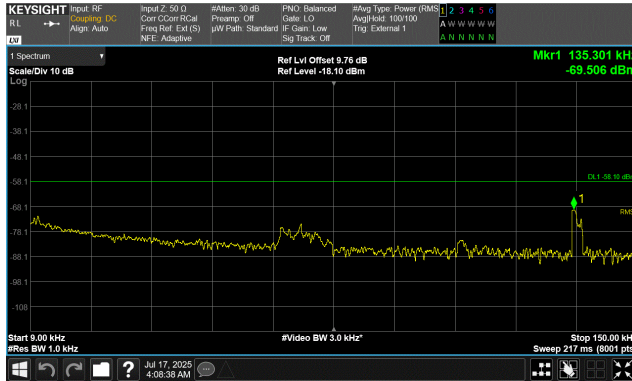 KEYSIGHT
RL
LXI
Input: RF
Coupling: DC
Align: Auto
Input Z: 50 Ω
Corr CCorr RCal
Freq Ref: Ext (S)
NFE: Adaptive
#Atten: 30 dB
Preamp: Off
µW Path: Standard
PNO: Balanced
Gate: LO
IF Gain: Low
Sig Track: Off
#Avg Type: Power (RMS
Avg|Hold: 100/100
Trig: External 1
1 2 3 4 5 6
A W W W W W
A N N N N N
1 Spectrum
Scale/Div 10 dB
Log
Ref Lvl Offset 9.76 dB
Ref Level -18.10 dBm
Mkr1 135.301 kHz
-69.506 dBm
-28.1
-38.1
-48.1
-58.1
-68.1
-78.1
-88.1
-98.1
-108
DL1 -58.10 dBm
1
RMS
Start 9.00 kHz
#Res BW 1.0 kHz
#Video BW 3.0 kHz*
Stop 150.00 kH
Sweep 217 ms (8001 pts
?
Jul 17, 2025
4:08:38 AM